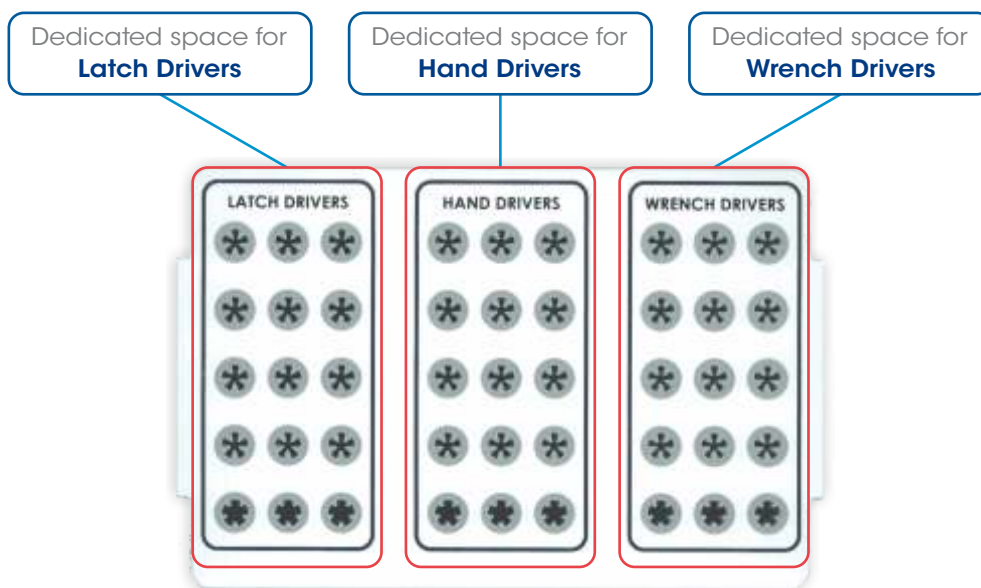 Dedicated space for
Latch Drivers
Dedicated space for
Hand Drivers
Dedicated space for
Wrench Drivers
LATCH DRIVERS
HAND DRIVERS
WRENCH DRIVERS